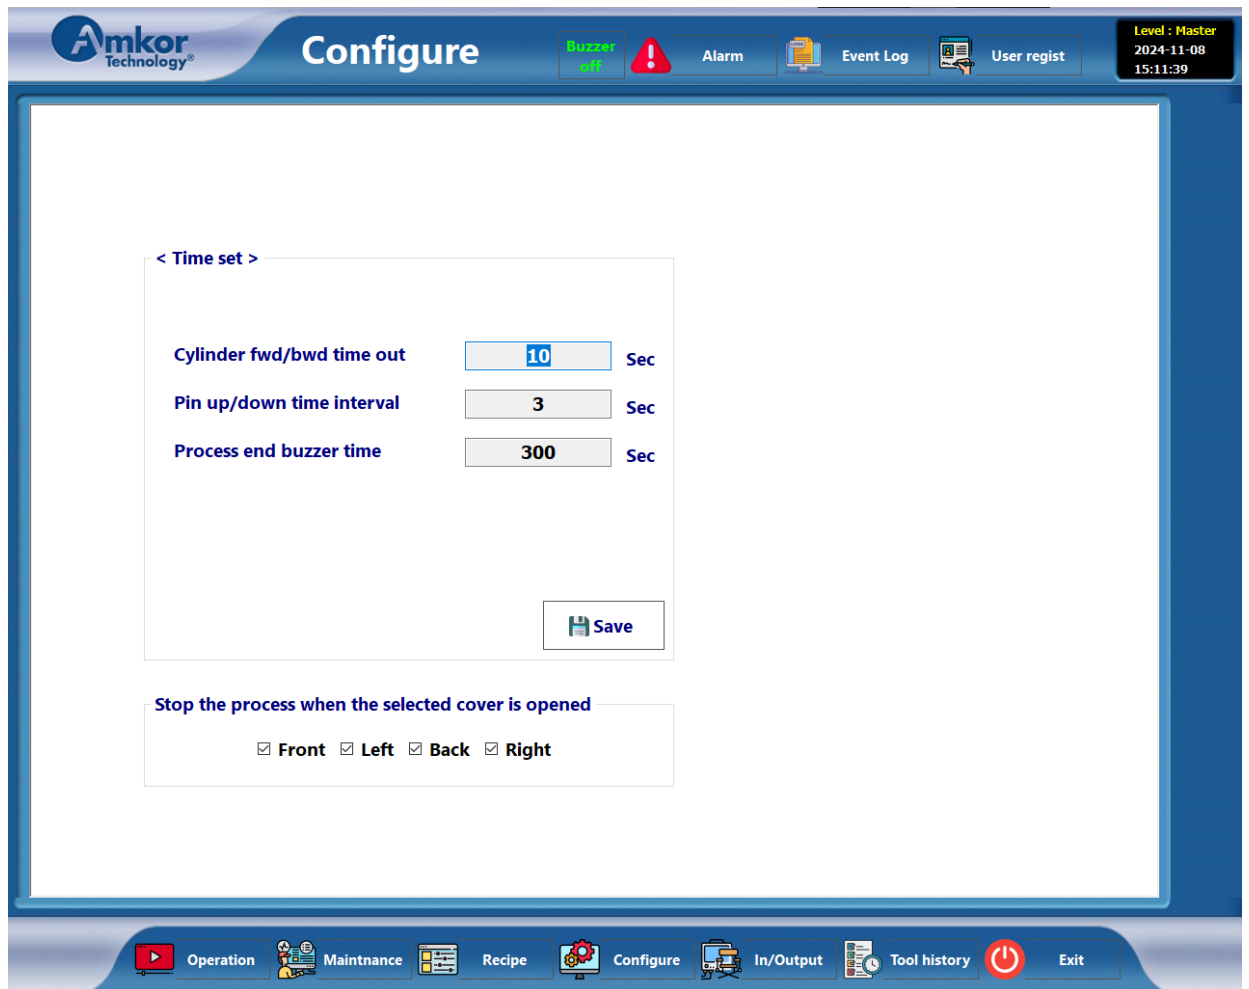 Amkor
Technology®
Configure
Buzzer
off
Alarm
Event Log
User regist
Level : Master
2024-11-08
15:11:39
< Time set >
Cylinder fwd/bwd time out 10 Sec
Pin up/down time interval 3 Sec
Process end buzzer time 300 Sec
Save
Stop the process when the selected cover is opened
Front Left Back Right
Operation Maintnance Recipe Configure In/Output Tool history Exit